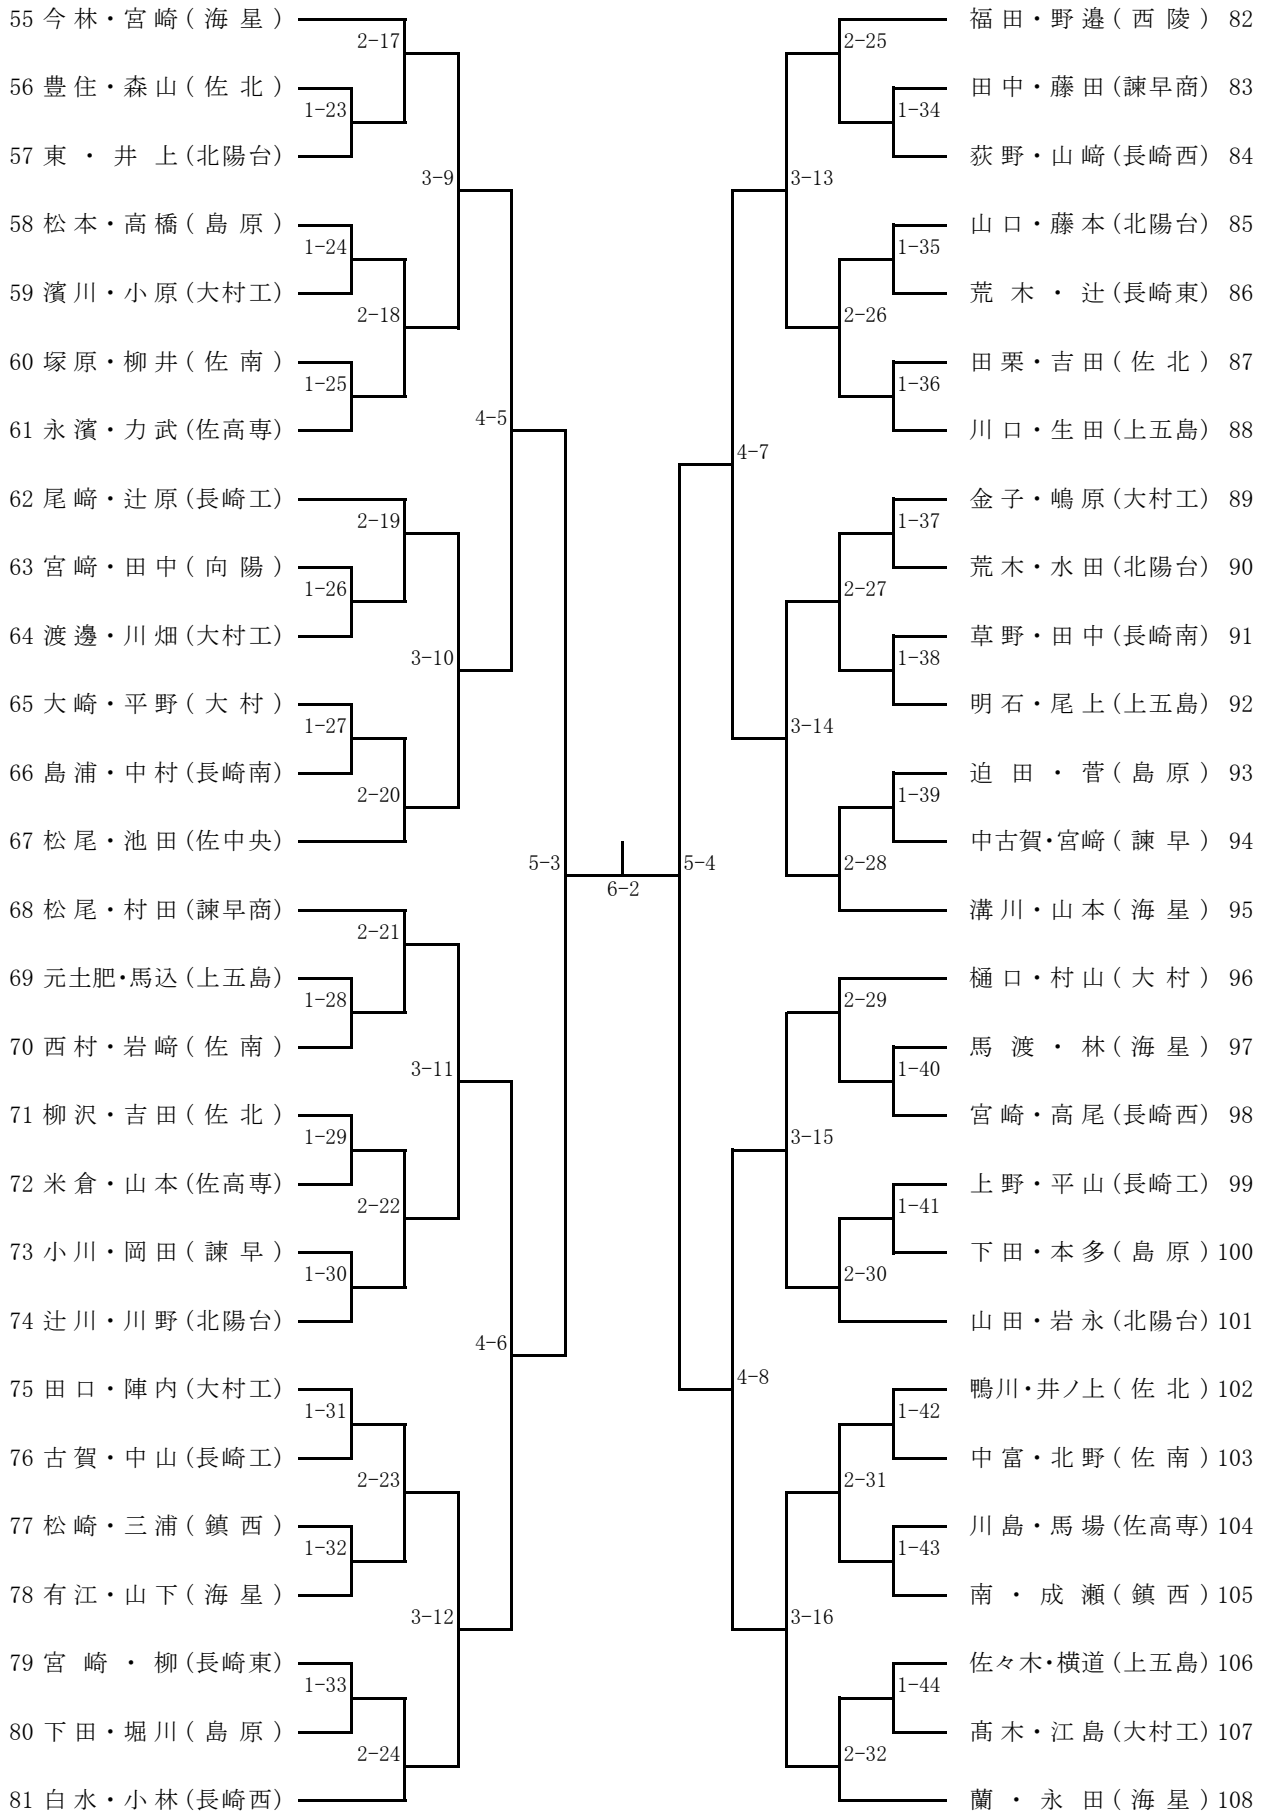 55 今林・宮崎(海星)
2-17
56 豊住・森山(佐北)
1-23
57 東・井上(北陽台)
3-9
58 松本・高橋(島原)
1-24
59 濱川・小原(大村工)
2-18
60 塚原・柳井(佐南)
1-25
61 永濱・力武(佐高専)
4-5
62 尾﨑・辻原(長崎工)
2-19
63 宮﨑・田中(向陽)
1-26
64 渡邊・川畑(大村工)
3-10
65 大崎・平野(大村)
1-27
66 島浦・中村(長崎南)
2-20
67 松尾・池田(佐中央)
5-3
68 松尾・村田(諫早商)
2-21
69 元土肥・馬込(上五島)
1-28
70 西村・岩﨑(佐南)
3-11
71 柳沢・吉田(佐北)
1-29
72 米倉・山本(佐高専)
2-22
73 小川・岡田(諫早)
1-30
74 辻川・川野(北陽台)
4-6
75 田口・陣内(大村工)
1-31
76 古賀・中山(長崎工)
2-23
77 松崎・三浦(鎮西)
1-32
78 有江・山下(海星)
3-12
79 宮崎・柳(長崎東)
1-33
80 下田・堀川(島原)
2-24
81 白水・小林(長崎西)
6-2
福田・野邉(西陵) 82
2-25
田中・藤田(諫早商) 83
1-34
荻野・山﨑(長崎西) 84
3-13
山口・藤本(北陽台) 85
1-35
荒木・辻(長崎東) 86
2-26
田栗・吉田(佐北) 87
1-36
川口・生田(上五島) 88
4-7
金子・嶋原(大村工) 89
1-37
荒木・水田(北陽台) 90
2-27
草野・田中(長崎南) 91
1-38
明石・尾上(上五島) 92
3-14
迫田・菅(島原) 93
1-39
中古賀・宮﨑(諫早) 94
2-28
5-4
溝川・山本(海星) 95
樋口・村山(大村) 96
2-29
馬渡・林(海星) 97
1-40
宮崎・高尾(長崎西) 98
3-15
上野・平山(長崎工) 99
1-41
下田・本多(島原) 100
2-30
山田・岩永(北陽台) 101
4-8
鴨川・井ノ上(佐北) 102
1-42
中富・北野(佐南) 103
2-31
川島・馬場(佐高専) 104
1-43
南・成瀬(鎮西) 105
3-16
佐々木・横道(上五島) 106
1-44
髙木・江島(大村工) 107
2-32
蘭・永田(海星) 108